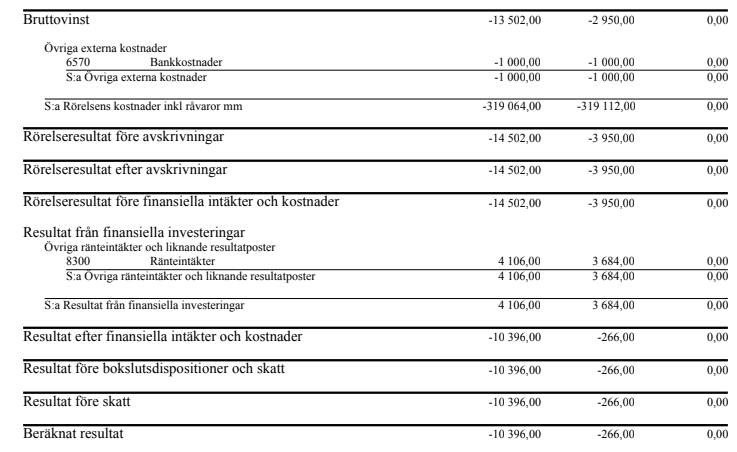 Bruttovinst -13 502,00 -2 950,00 0,00
Övriga externa kostnader
6570 Bankkostnader -1 000,00 -1 000,00 0,00
S:a Övriga externa kostnader -1 000,00 -1 000,00 0,00
S:a Rörelsens kostnader inkl råvaror mm -319 064,00 -319 112,00 0,00
Rörelseresultat före avskrivningar -14 502,00 -3 950,00 0,00
Rörelseresultat efter avskrivningar -14 502,00 -3 950,00 0,00
Rörelseresultat före finansiella intäkter och kostnader -14 502,00 -3 950,00 0,00
Resultat från finansiella investeringar
Övriga ränteintäkter och liknande resultatposter
8300 Ränteintäkter 4 106,00 3 684,00 0,00
S:a Övriga ränteintäkter och liknande resultatposter 4 106,00 3 684,00 0,00
S:a Resultat från finansiella investeringar 4 106,00 3 684,00 0,00
Resultat efter finansiella intäkter och kostnader -10 396,00 -266,00 0,00
Resultat före bokslutsdispositioner och skatt -10 396,00 -266,00 0,00
Resultat före skatt -10 396,00 -266,00 0,00
Beräknat resultat -10 396,00 -266,00 0,00